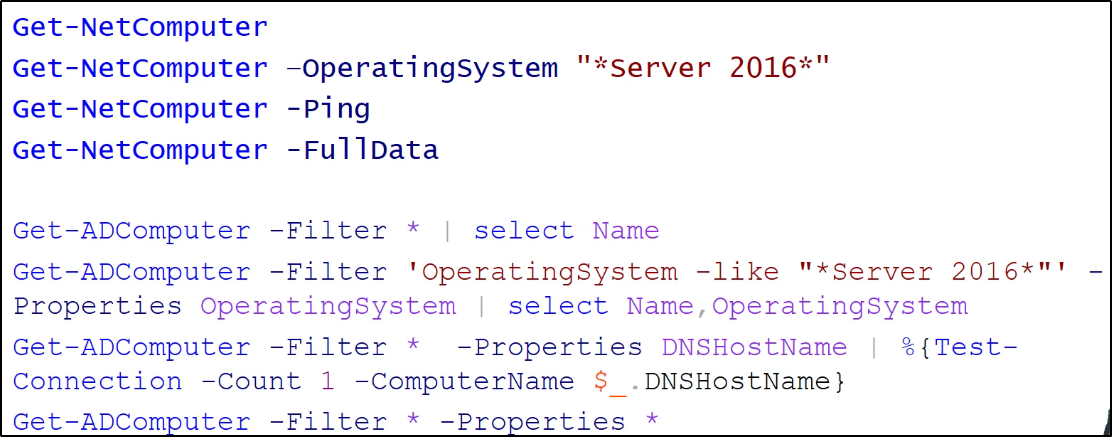 Get-NetComputer
Get-NetComputer –OperatingSystem "*Server 2016*"
Get-NetComputer -Ping
Get-NetComputer -FullData
Get-ADComputer -Filter * | select Name
Get-ADComputer -Filter 'OperatingSystem -like "*Server 2016*"' -
Properties OperatingSystem | select Name,OperatingSystem
Get-ADComputer -Filter *  -Properties DNSHostName | %{Test-
Connection -Count 1 -ComputerName $_.DNSHostName}
Get-ADComputer -Filter * -Properties *